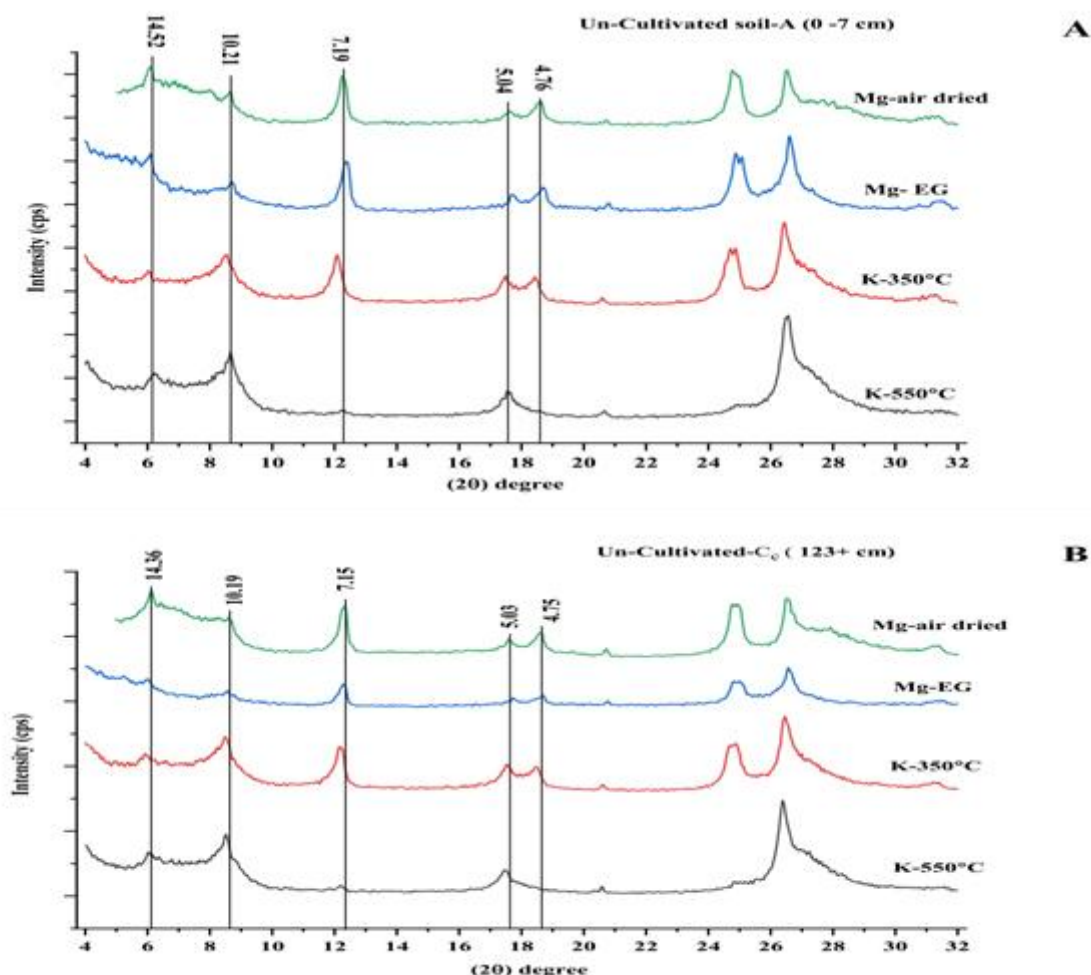 Un-Cultivated soil-A (0 -7 cm)
A
14.52
10.21
7.19
5.04
4.76
Mg-air dried
Mg- EG
K-350°C
K-550°C
Intensity (cps)
4 6 8 10 12 14 16 18 20 22 24 26 28 30 32
(2θ) degree
Un-Cultivated-Cc ( 123+ cm)
B
14.36
10.19
7.15
5.03
4.75
Mg-air dried
Mg-EG
K-350°C
K-550°C
Intensity (cps)
4 6 8 10 12 14 16 18 20 22 24 26 28 30 32
(2θ) degree